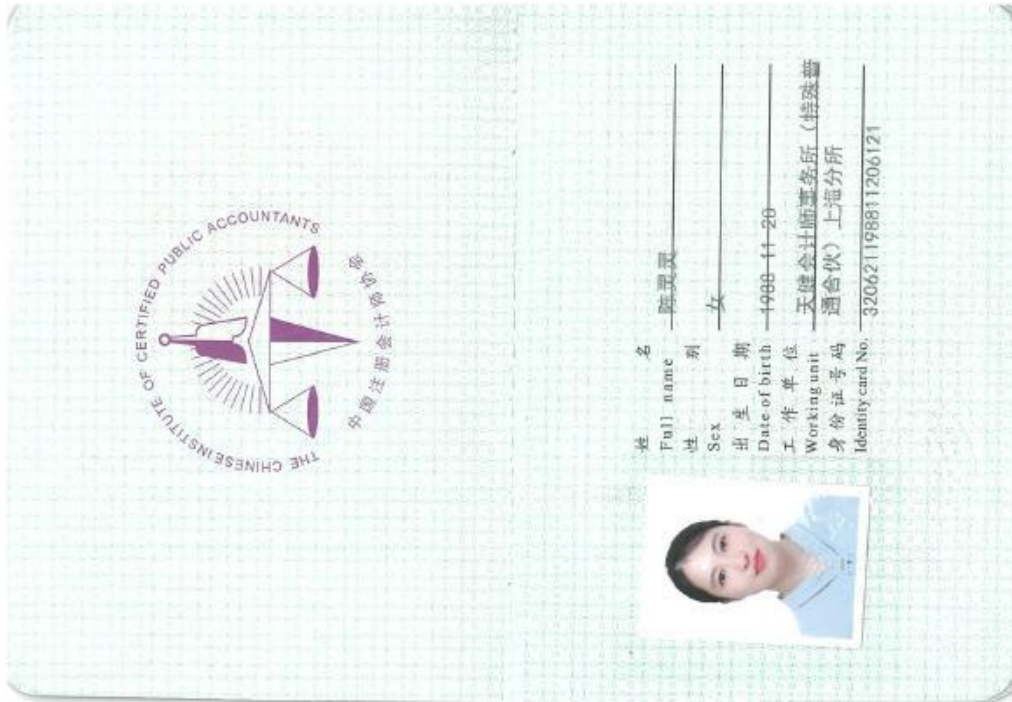 THE CHINESE INSTITUTE OF CERTIFIED PUBLIC ACCOUNTANTS
中国注册会计师协会
姓 名
Full name 陈灵灵
性 别
Sex 女
出 生 日 期
Date of birth 1988-11-20
工 作 单 位
Working unit 天健会计师事务所(特殊普
通合伙)上海分所
身 份 证 号 码
Identity card No. 320621198811206121